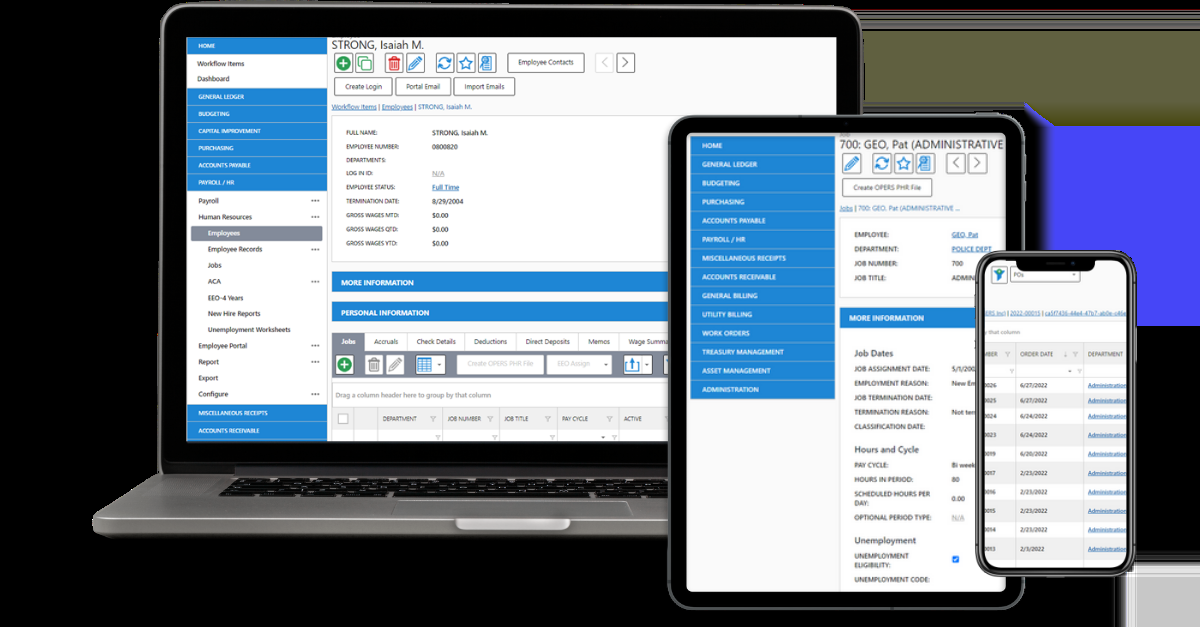 HOME
Workflow Items
Dashboard
GENERAL LEDGER
BUDGETING
CAPITAL IMPROVEMENT
PURCHASING
ACCOUNTS PAYABLE
PAYROLL / HR
Payroll
Human Resources
Employees
Employee Records
Jobs
ACA
EEO-4 Years
New Hire Reports
Unemployment Worksheets
Employee Portal
Report
Export
Configure
MISCELLANEOUS RECEIPTS
ACCOUNTS RECEIVABLE
STRONG, Isaiah M.
Employee Contacts
Create Login Portal Email Import Emails
Workflow Items | Employees | STRONG, Isaiah M.
FULL NAME: STRONG, Isaiah M.
EMPLOYEE NUMBER: 0800820
DEPARTMENTS:
LOG IN ID: N/A
EMPLOYEE STATUS: Full Time
TERMINATION DATE: 8/29/2004
GROSS WAGES MTD: $0.00
GROSS WAGES QTD: $0.00
GROSS WAGES YTD: $0.00
MORE INFORMATION
PERSONAL INFORMATION
Jobs Accruals Check Details Deductions Direct Deposits Memos Wage Summa
Create OPERS PHR File EEO Assign
Drag a column header here to group by that column
DEPARTMENT JOB NUMBER JOB TITLE PAY CYCLE ACTIVE
HOME
GENERAL LEDGER
BUDGETING
PURCHASING
ACCOUNTS PAYABLE
PAYROLL / HR
MISCELLANEOUS RECEIPTS
ACCOUNTS RECEIVABLE
GENERAL BILLING
UTILITY BILLING
WORK ORDERS
TREASURY MANAGEMENT
ASSET MANAGEMENT
ADMINISTRATION
700: GEO, Pat (ADMINISTRATIVE
Create OPERS PHR File
Jobs | 700: GEO, Pat (ADMINISTRATIVE ...
EMPLOYEE: GEO, Pat
DEPARTMENT: POLICE DEPT
JOB NUMBER: 700
JOB TITLE: ADMIN
MORE INFORMATION
Job Dates
JOB ASSIGNMENT DATE: 5/1/200
EMPLOYMENT REASON: New Em
JOB TERMINATION DATE:
TERMINATION REASON: Not ter
CLASSIFICATION DATE:
Hours and Cycle
PAY CYCLE: Bi week
HOURS IN PERIOD: 80
SCHEDULED HOURS PER
DAY: 0.00
OPTIONAL PERIOD TYPE: N/A
Unemployment
UNEMPLOYMENT
ELIGIBILITY:
UNEMPLOYMENT CODE:
POs
ERS Inc) | 2022-00015 |
y that column
MBER ORDER DATE DEPARTMENT
0026 6/27/2022 Administration
0025 6/27/2022 Administration
0024 6/24/2022 Administration
0023 6/24/2022 Administration
0019 6/20/2022 Administration
0017 2/23/2022 Administration
0016 2/23/2022 Administration
0015 2/23/2022 Administration
0014 2/23/2022 Administration
0013 2/3/2022 Administration